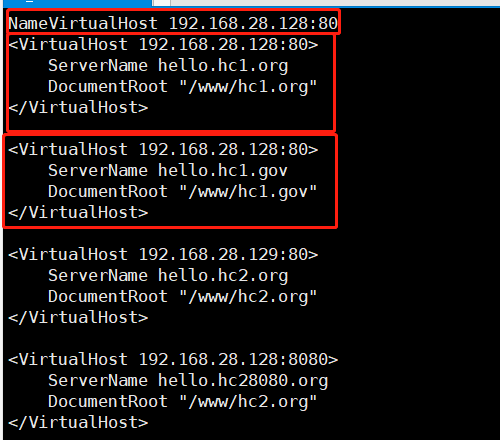 NameVirtualHost 192.168.28.128:80
<VirtualHost 192.168.28.128:80>
    ServerName hello.hc1.org
    DocumentRoot "/www/hc1.org"
</VirtualHost>
<VirtualHost 192.168.28.128:80>
    ServerName hello.hc1.gov
    DocumentRoot "/www/hc1.gov"
</VirtualHost>
<VirtualHost 192.168.28.129:80>
    ServerName hello.hc2.org
    DocumentRoot "/www/hc2.org"
</VirtualHost>
<VirtualHost 192.168.28.128:8080>
    ServerName hello.hc28080.org
    DocumentRoot "/www/hc2.org"
</VirtualHost>